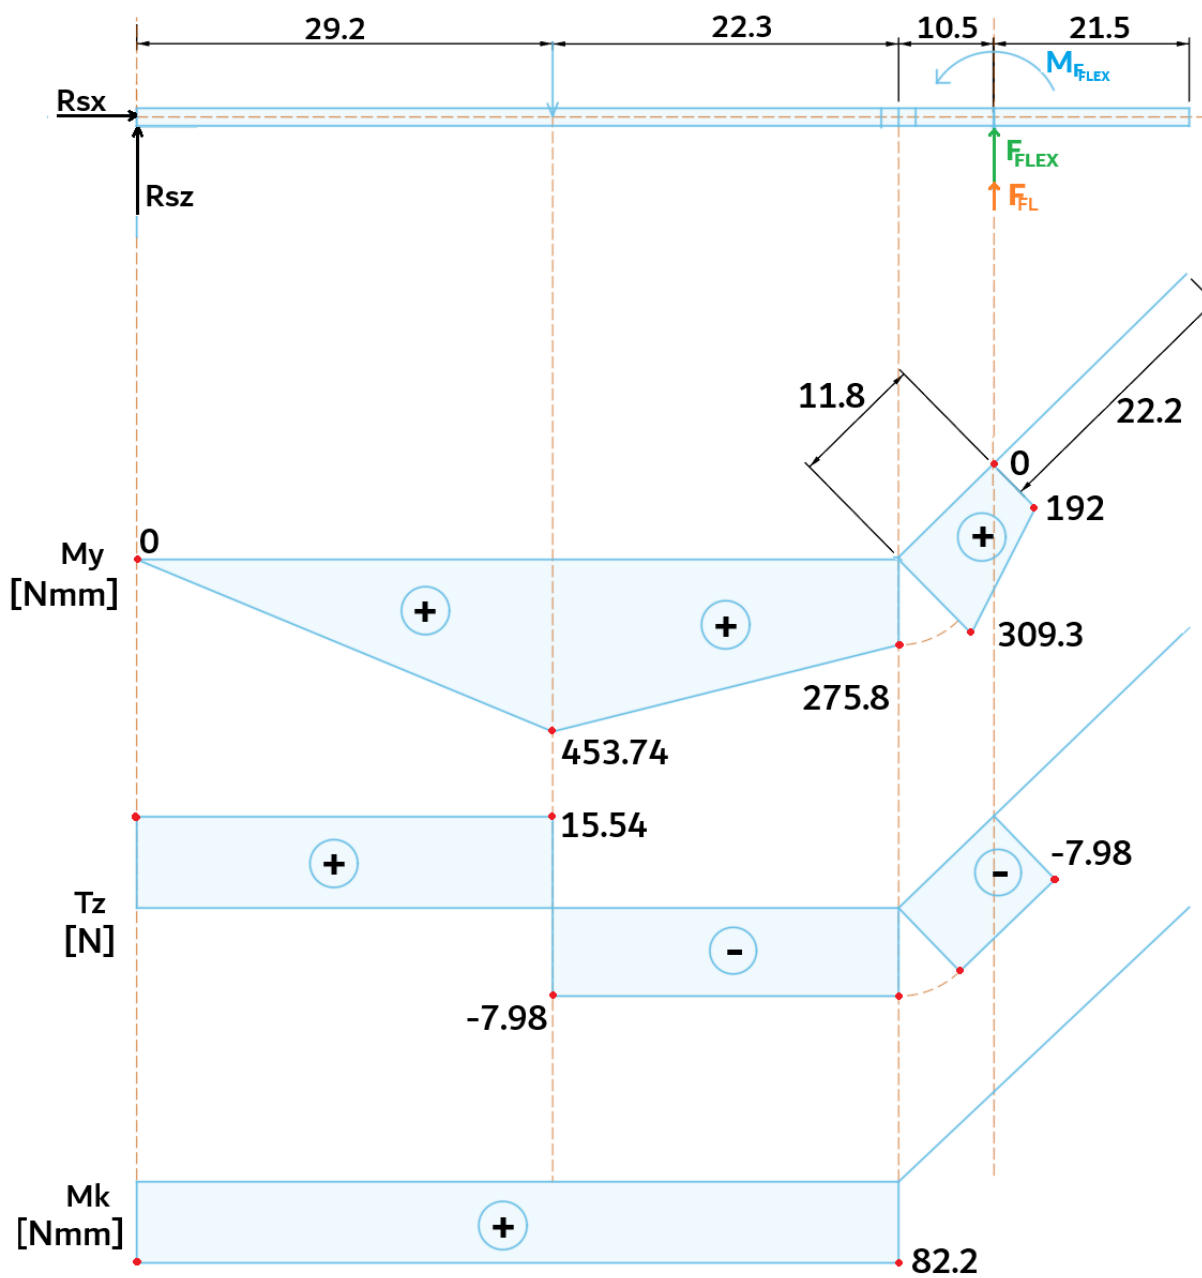 29.2
22.3
10.5
21.5
M FFLEX
Rsx
FFLEX
Rsz
FFL
11.8
22.2
0
192
0
My
[Nmm]
+
+
+
309.3
275.8
453.74
15.54
+
-
-7.98
Tz
[N]
-
-7.98
Mk
[Nmm]
+
82.2